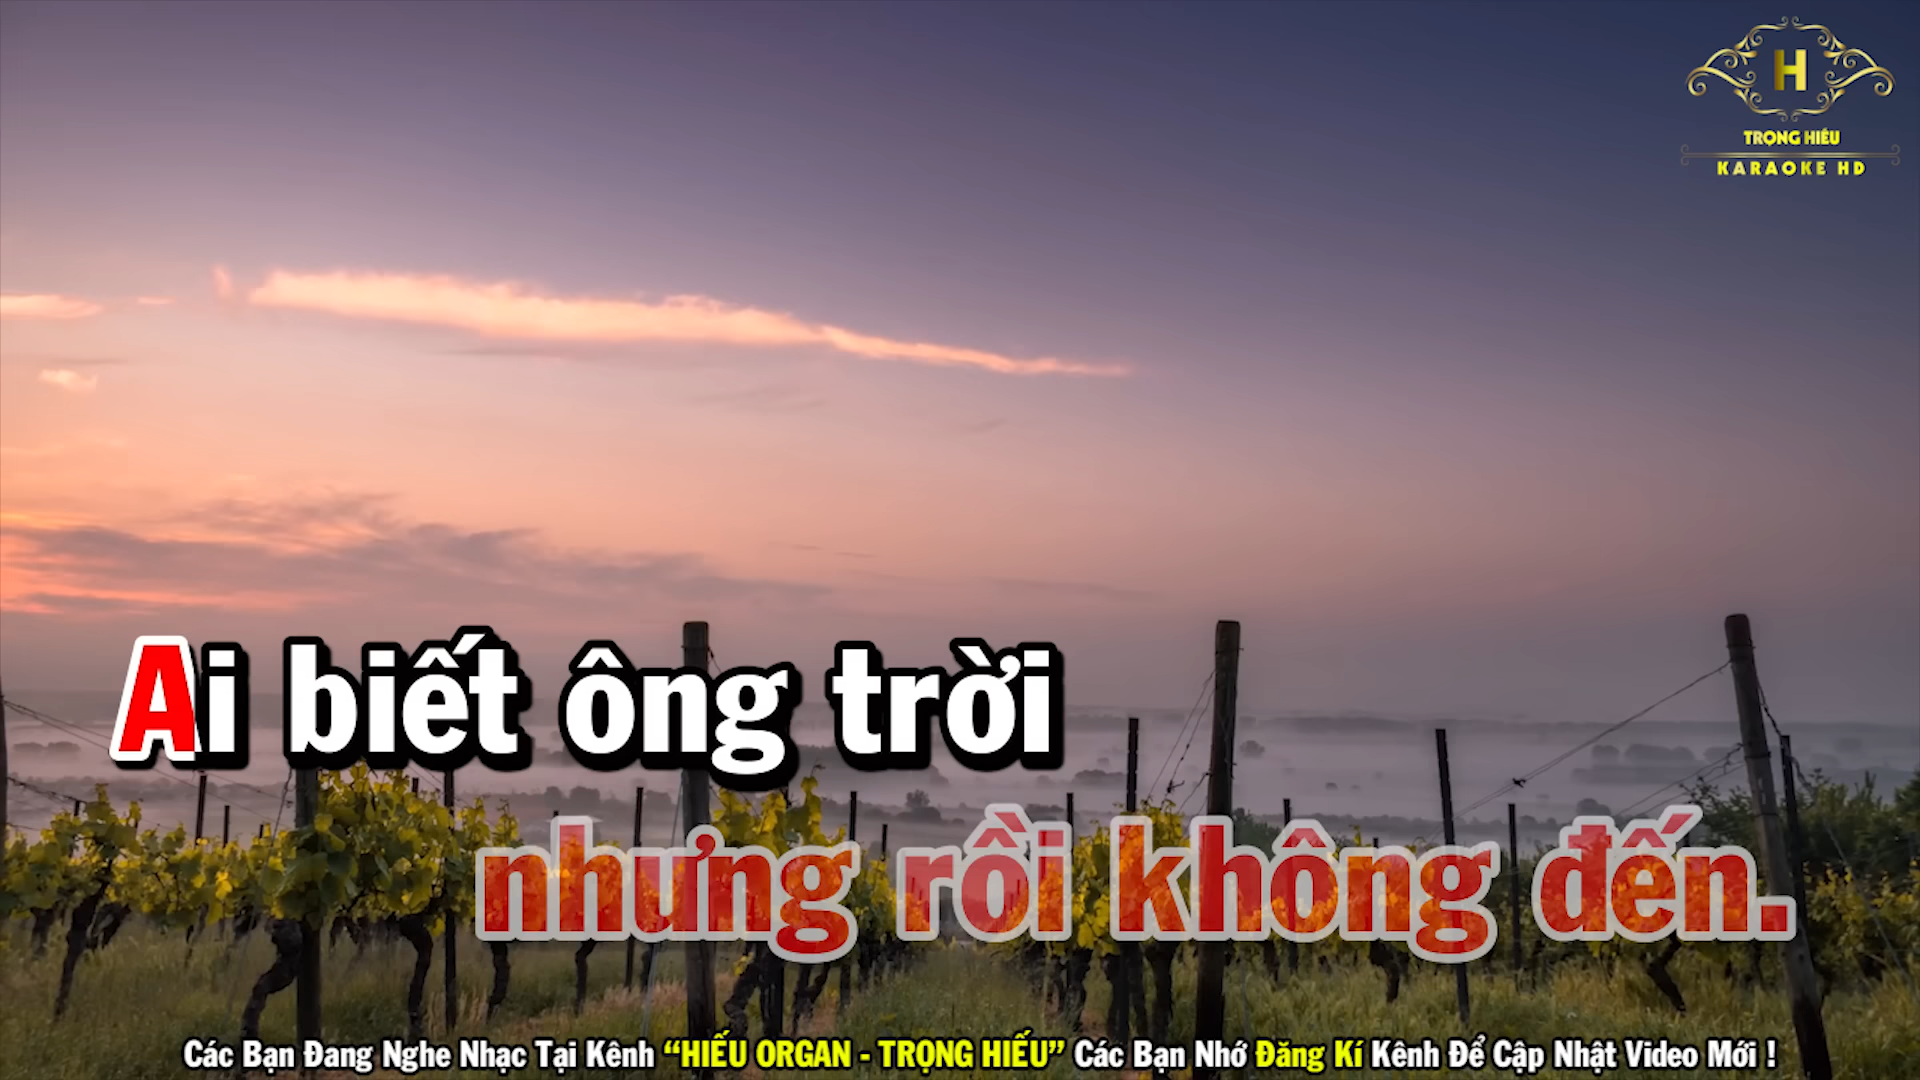 H
TRỌNG HIẾU
KARAOKE HD
Ai biết ông trời
nhưng rồi không đến.
Các Bạn Đang Nghe Nhạc Tại Kênh “HIẾU ORGAN - TRỌNG HIẾU” Các Bạn Nhớ Đăng Kí Kênh Để Cập Nhật Video Mới !